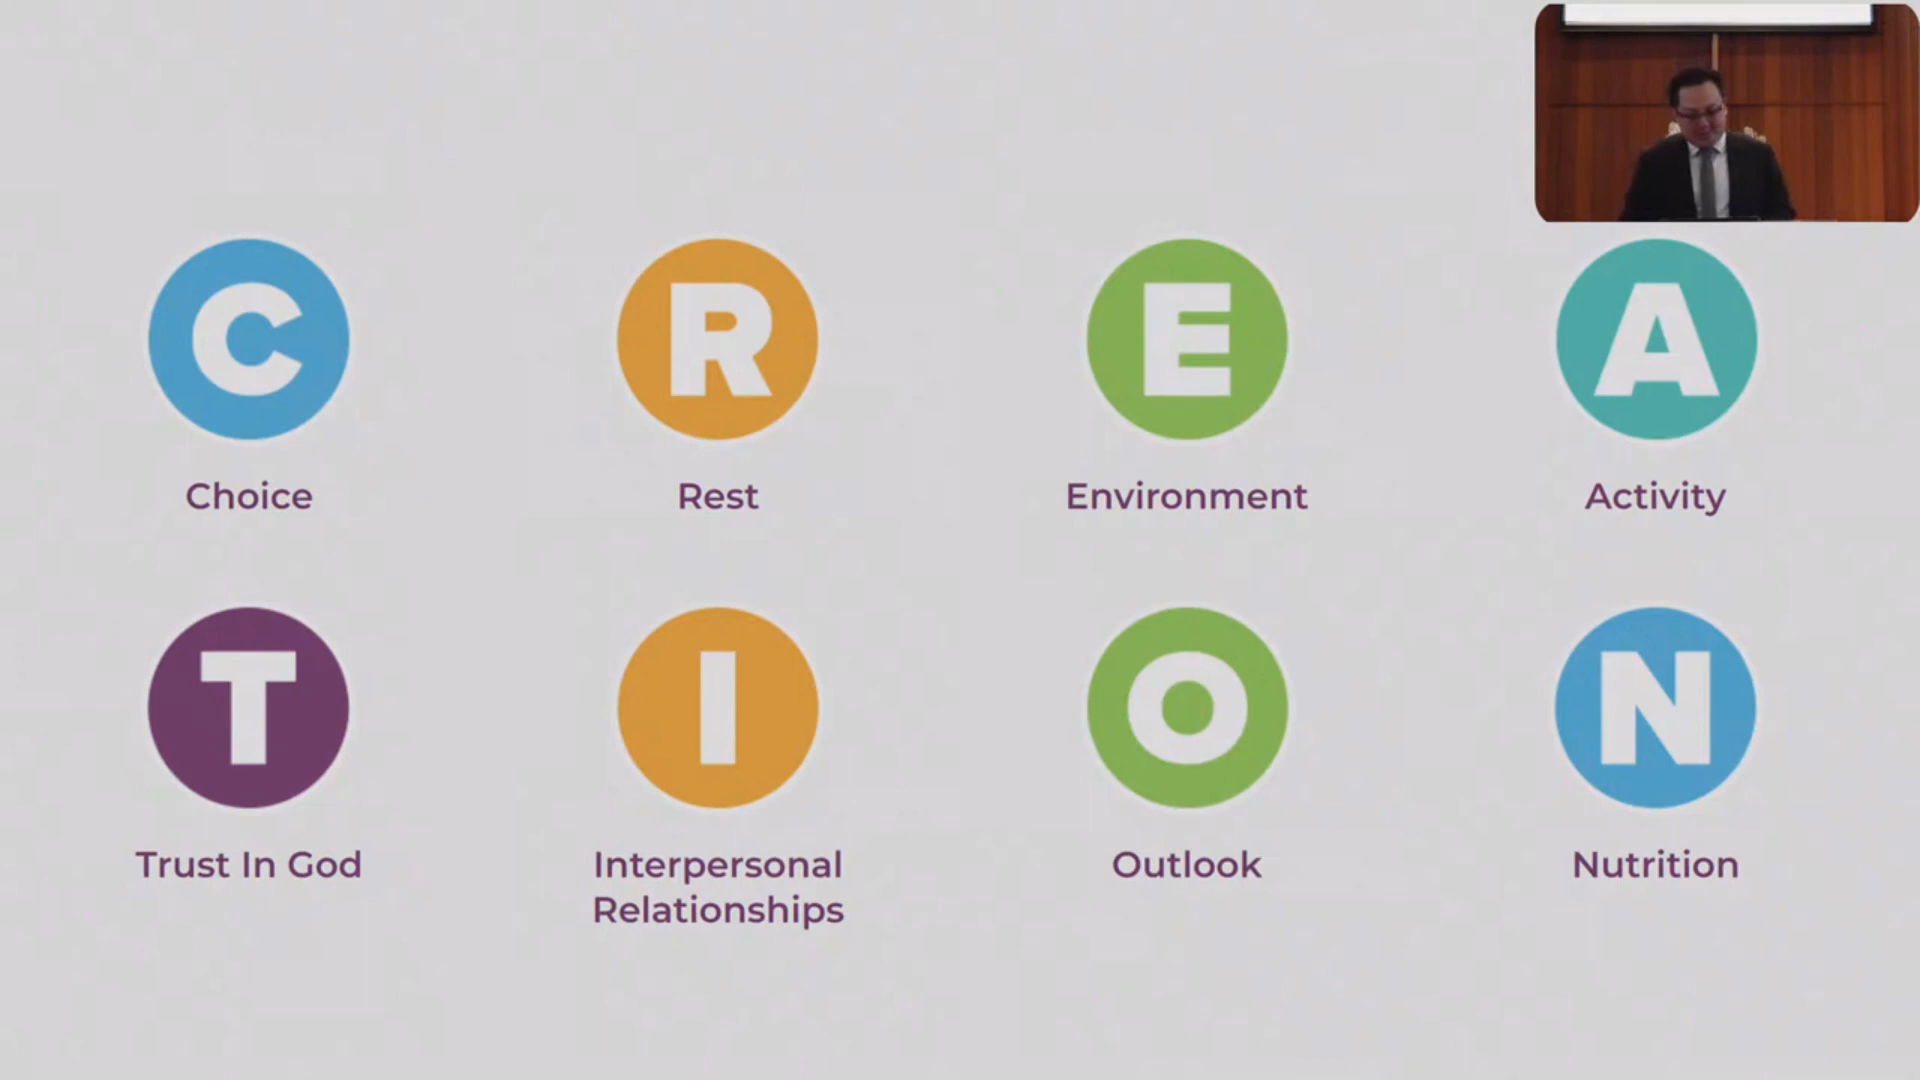 C R E A
Choice Rest Environment Activity
T I O N
Trust In God Interpersonal Outlook Nutrition
Relationships